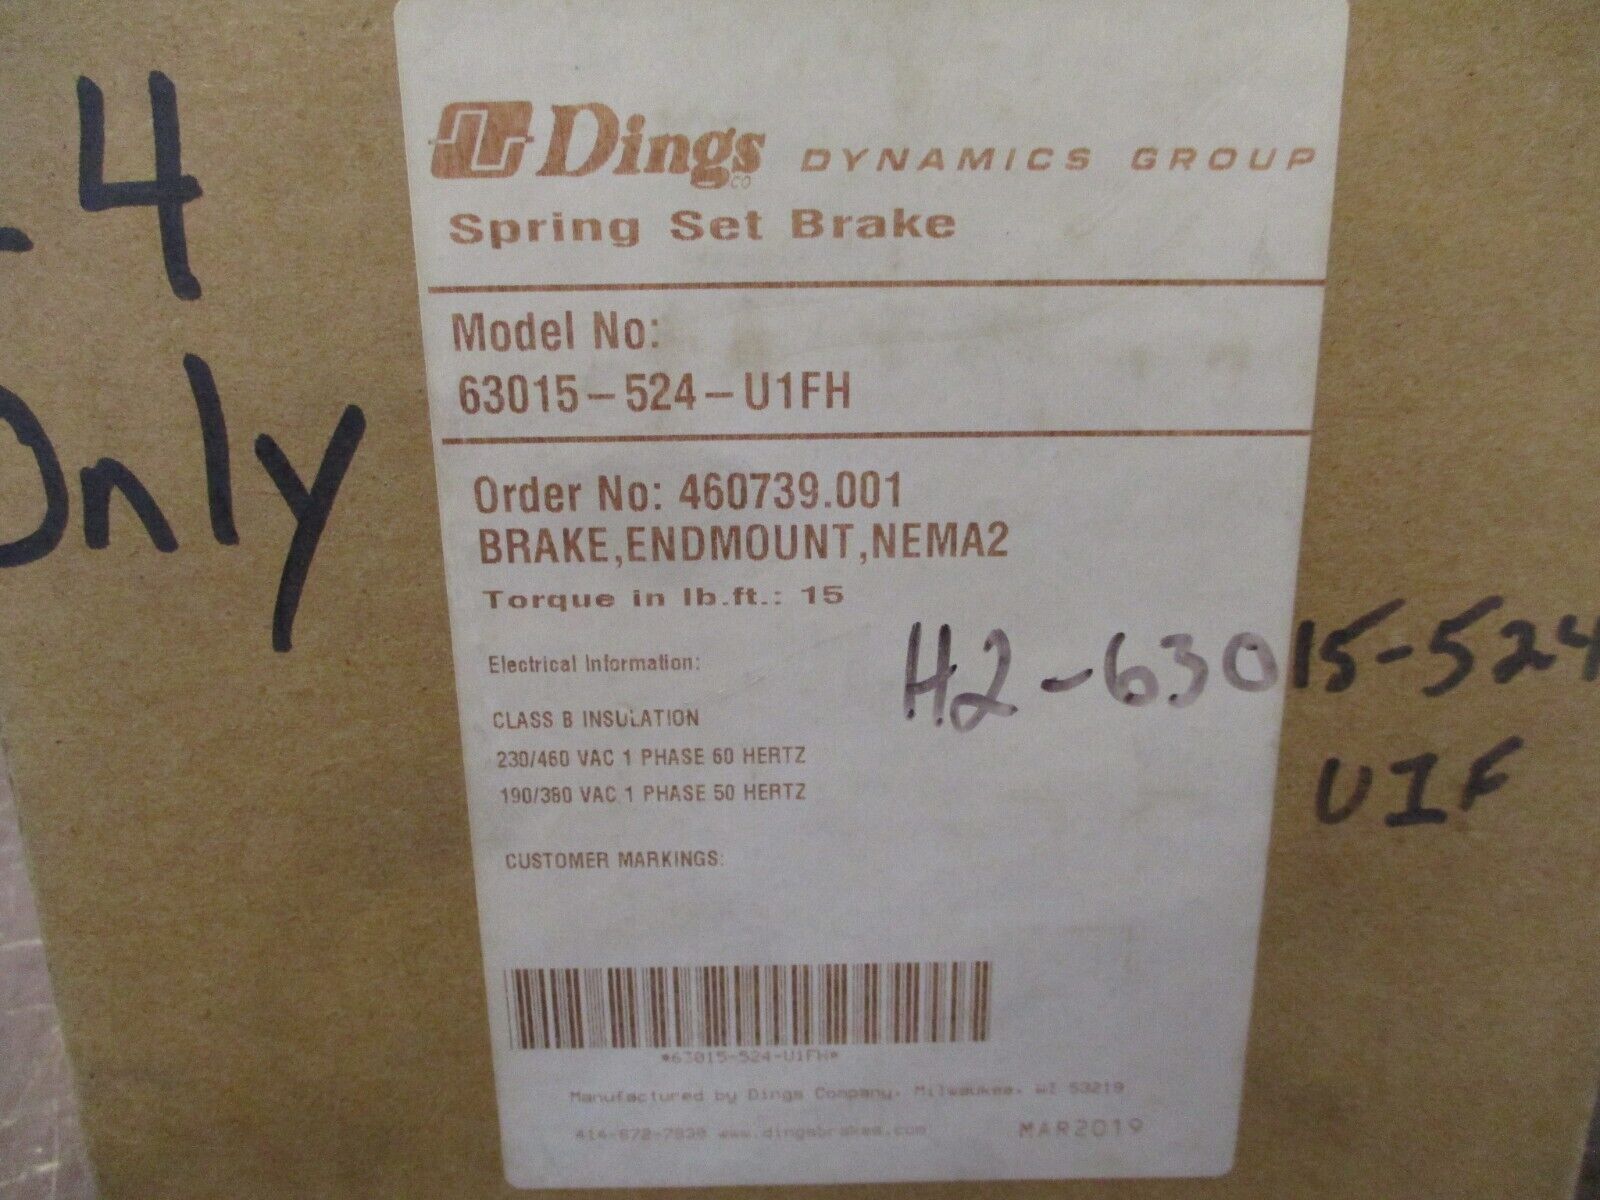 -4
Only
Dings CO DYNAMICS GROUP
Spring Set Brake
Model No:
63015-524-U1FH
Order No: 460739.001
BRAKE,ENDMOUNT,NEMA2
Torque in lb.ft.: 15
Electrical Information:
CLASS B INSULATION
230/460 VAC 1 PHASE 60 HERTZ
190/380 VAC 1 PHASE 50 HERTZ
CUSTOMER MARKINGS:
H2-63015-524
U1F
*63015-524-U1FH*
Manufactured by Dings Company, Milwaukee, WI 53219
414-672-7830 www.dingsbrakes.com MAR2019